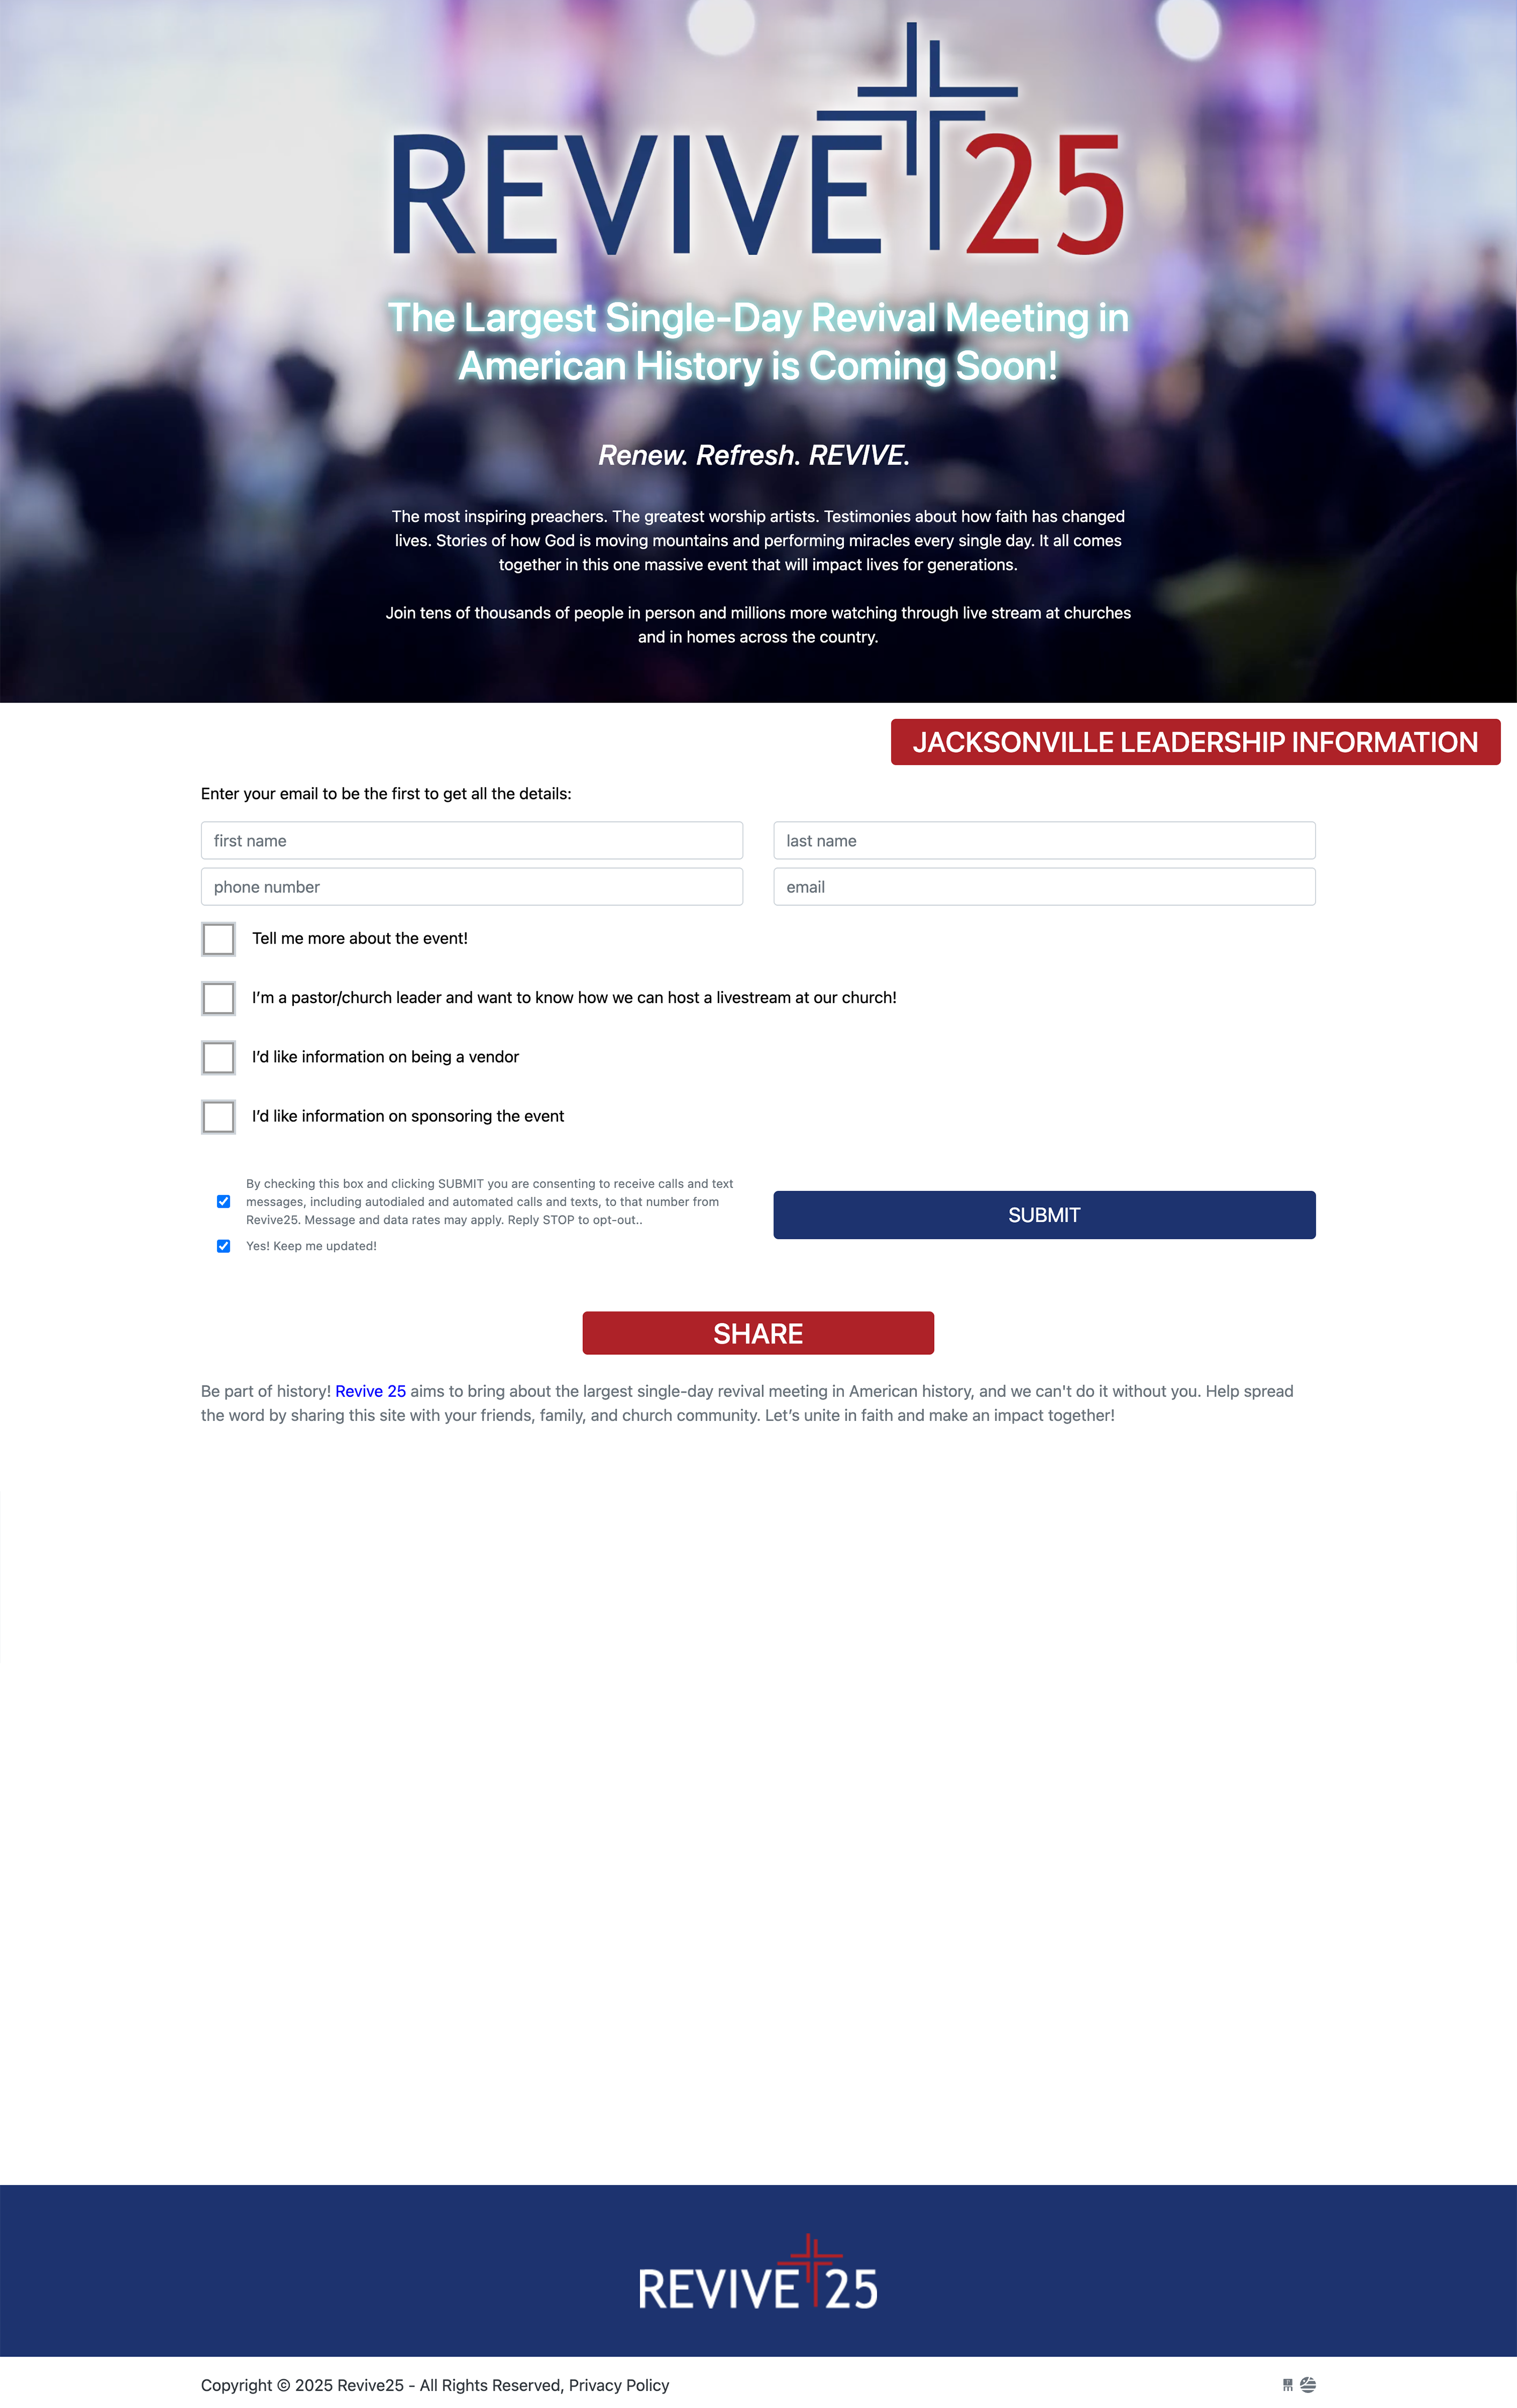 REVIVE 25
The Largest Single-Day Revival Meeting in
American History is Coming Soon!
Renew. Refresh. REVIVE.
The most inspiring preachers. The greatest worship artists. Testimonies about how faith has changed
lives. Stories of how God is moving mountains and performing miracles every single day. It all comes
together in this one massive event that will impact lives for generations.
Join tens of thousands of people in person and millions more watching through live stream at churches
and in homes across the country.
JACKSONVILLE LEADERSHIP INFORMATION
Enter your email to be the first to get all the details:
first name
last name
phone number
email
Tell me more about the event!
I’m a pastor/church leader and want to know how we can host a livestream at our church!
I’d like information on being a vendor
I’d like information on sponsoring the event
By checking this box and clicking SUBMIT you are consenting to receive calls and text
messages, including autodialed and automated calls and texts, to that number from
Revive25. Message and data rates may apply. Reply STOP to opt-out..
Yes! Keep me updated!
SUBMIT
SHARE
Be part of history! Revive 25 aims to bring about the largest single-day revival meeting in American history, and we can't do it without you. Help spread
the word by sharing this site with your friends, family, and church community. Let’s unite in faith and make an impact together!
REVIVE 25
Copyright © 2025 Revive25 - All Rights Reserved, Privacy Policy